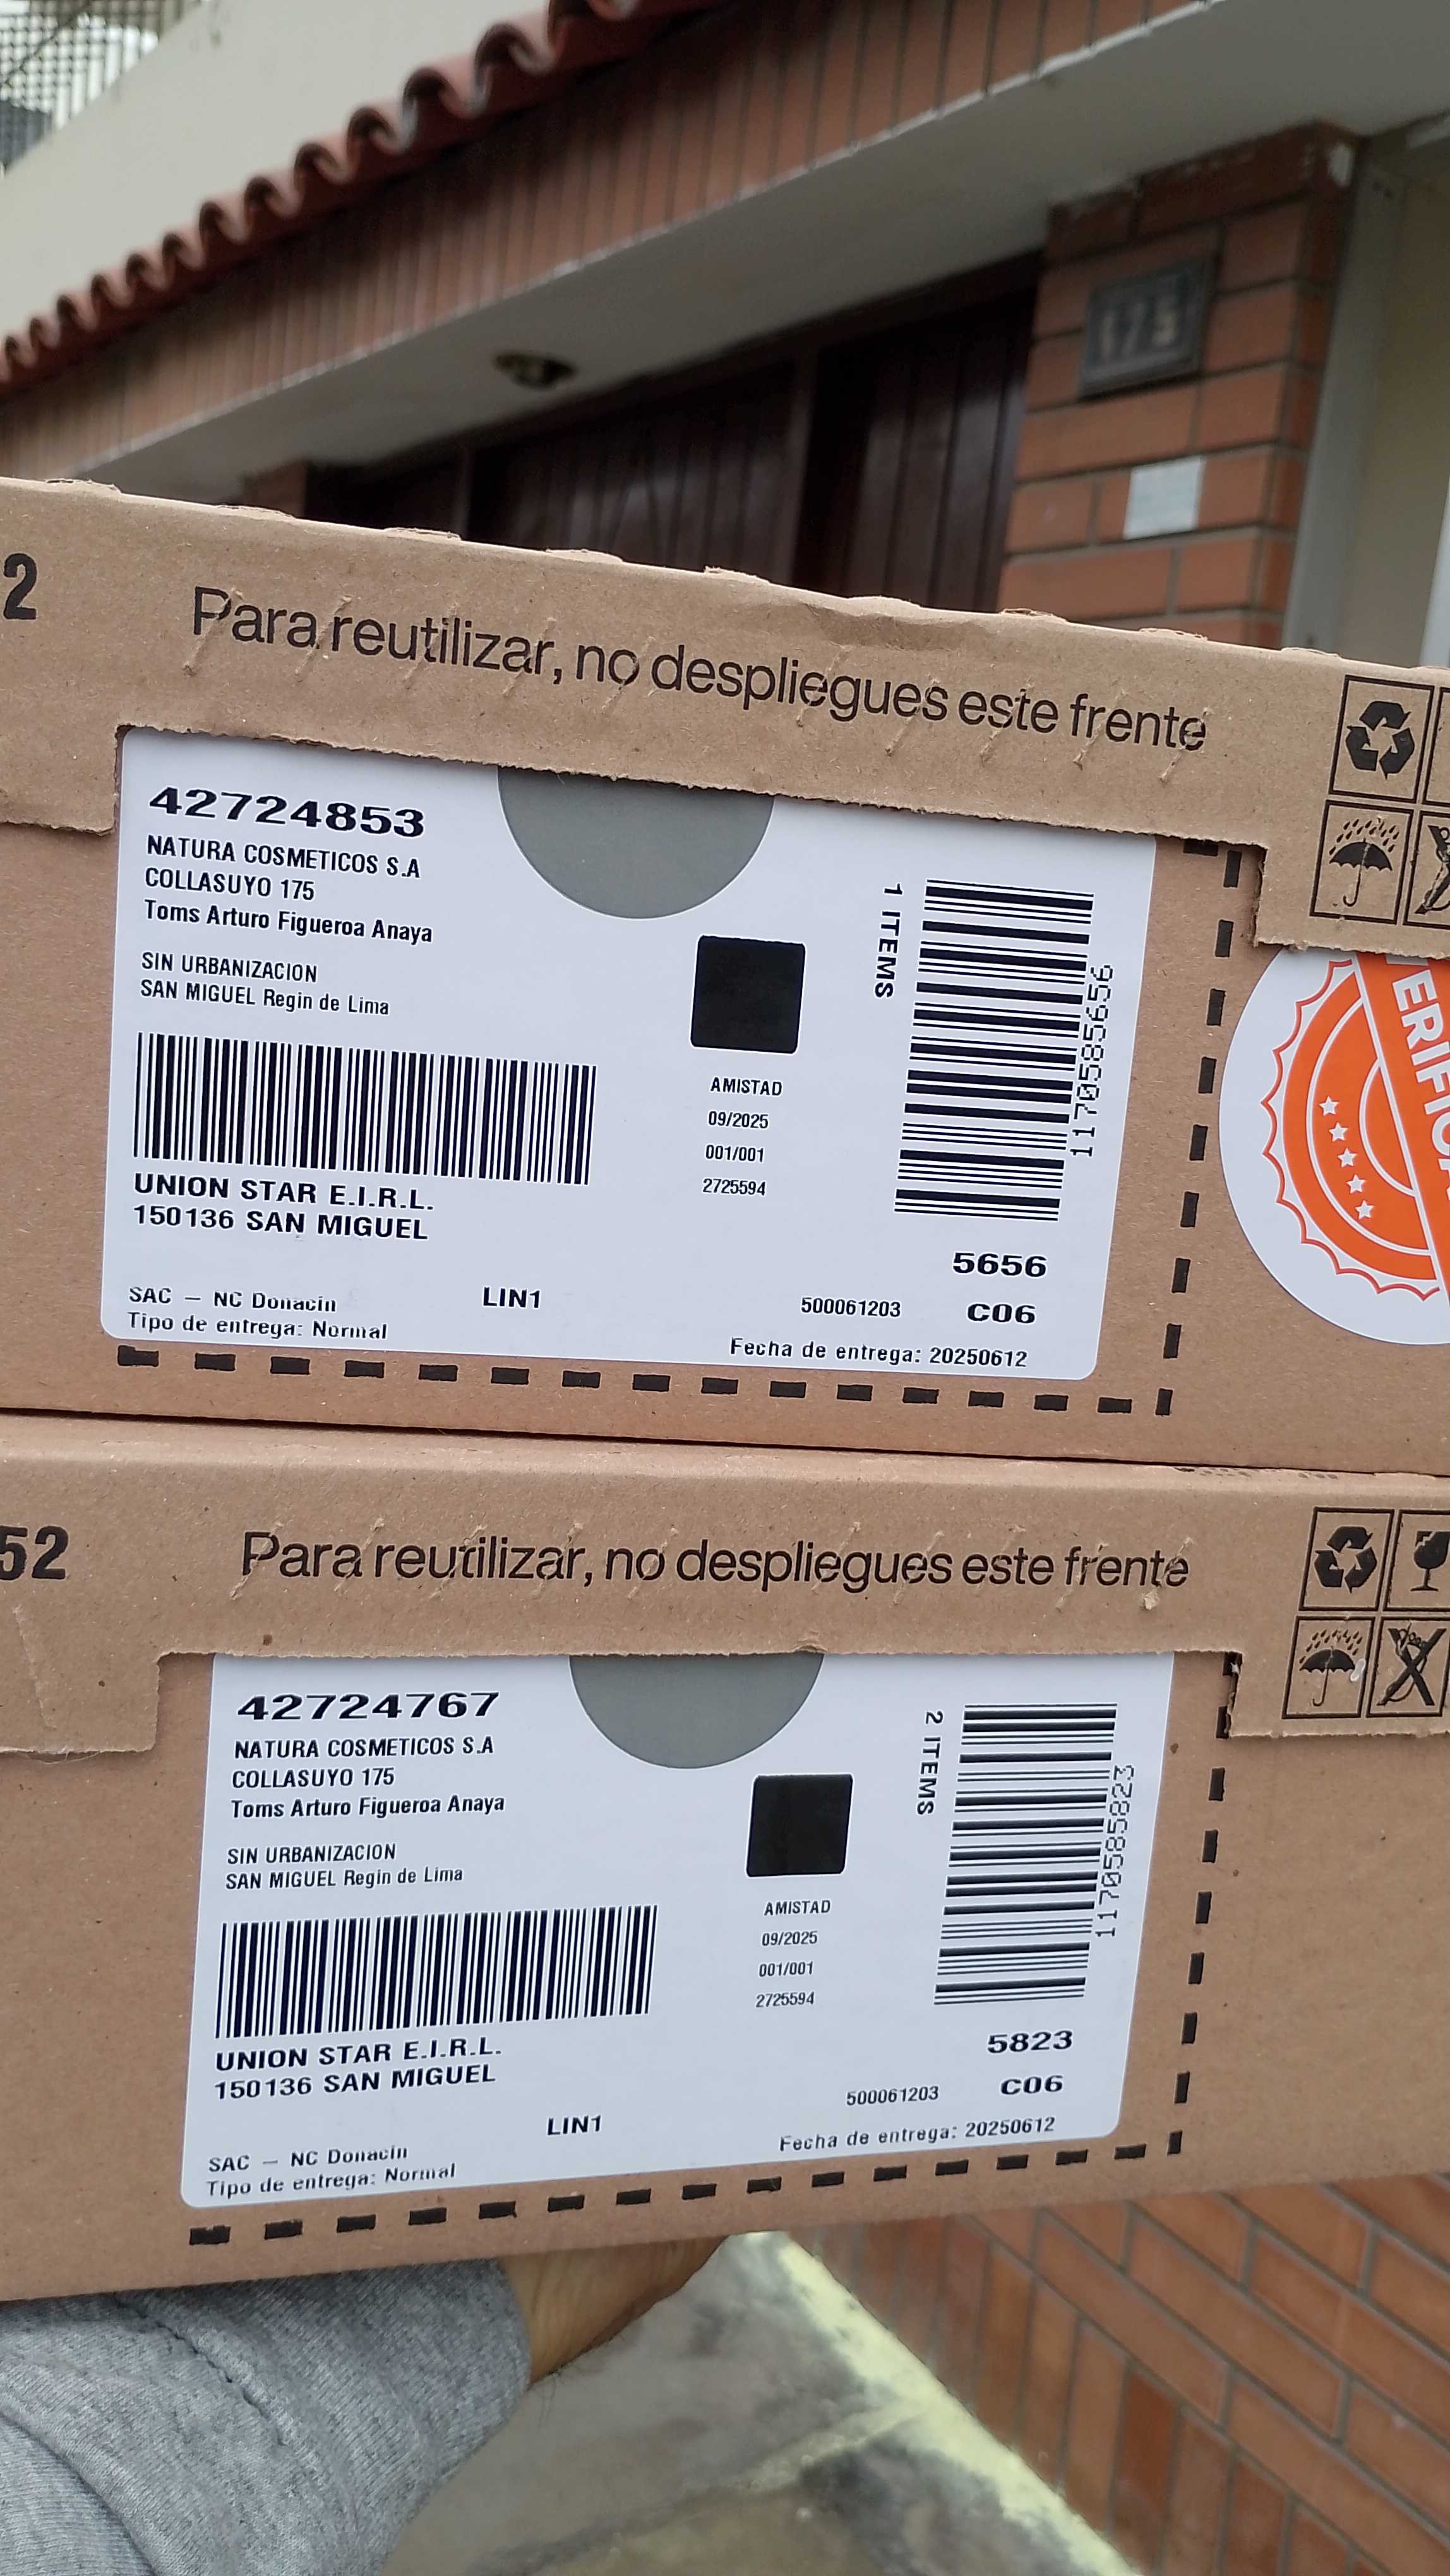 175
2
Para reutilizar, no despliegues este frente
42724853
NATURA COSMETICOS S.A
COLLASUYO 175
Toms Arturo Figueroa Anaya
SIN URBANIZACION
SAN MIGUEL Regin de Lima
UNION STAR E.I.R.L.
150136 SAN MIGUEL
SAC – NC Donacin
Tipo de entrega: Normal
LIN1
AMISTAD
09/2025
001/001
2725594
1 ITEMS
1170585656
5656
500061203
C06
Fecha de entrega: 20250612
52
Para reutilizar, no despliegues este frente
42724767
NATURA COSMETICOS S.A
COLLASUYO 175
Toms Arturo Figueroa Anaya
SIN URBANIZACION
SAN MIGUEL Regin de Lima
UNION STAR E.I.R.L.
150136 SAN MIGUEL
SAC – NC Donacin
Tipo de entrega: Normal
LIN1
AMISTAD
09/2025
001/001
2725594
2 ITEMS
1170585823
5823
500061203
C06
Fecha de entrega: 20250612